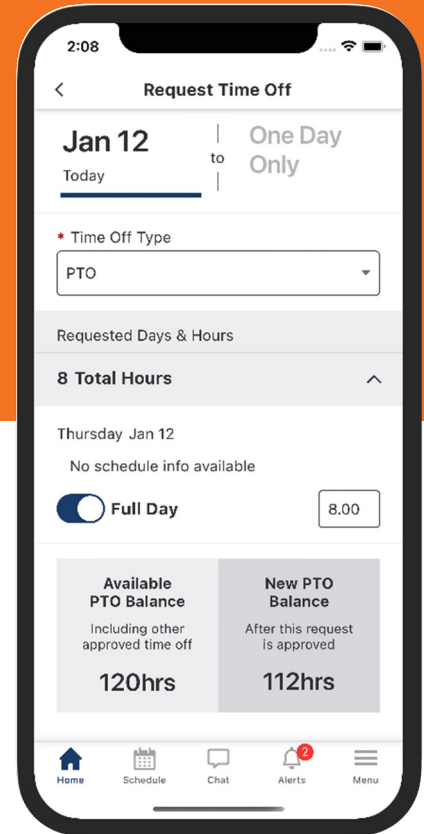 2:08
Request Time Off
Jan 12
Today
to
One Day
Only
* Time Off Type
PTO
Requested Days & Hours
8 Total Hours
Thursday Jan 12
No schedule info available
Full Day
8.00
Available
PTO Balance
Including other
approved time off
120hrs
New PTO
Balance
After this request
is approved
112hrs
Home
Schedule
Chat
2
Alerts
Menu